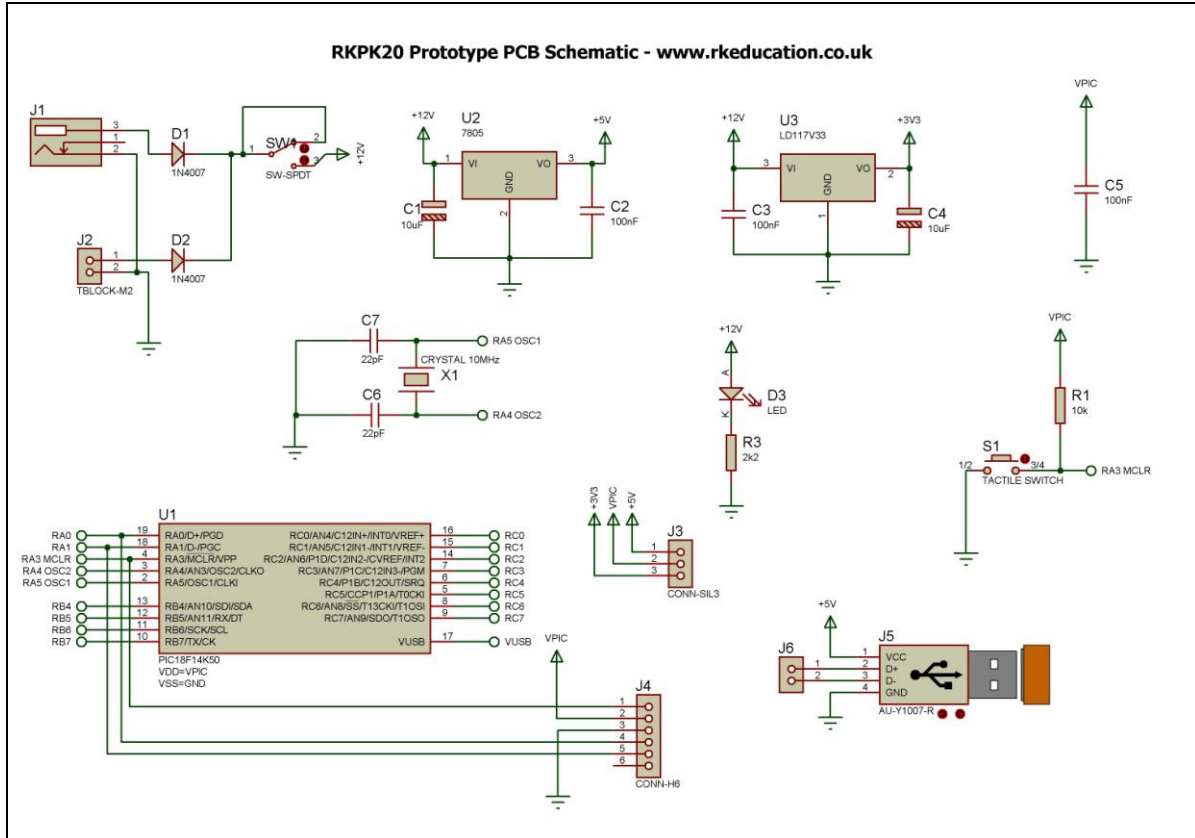 RKPK20 Prototype PCB Schematic - www.rkeducation.co.uk
J1
3
1
2
D1
1N4007
1
SW1
2
3
SW-SPDT
+12V
J2
1
2
TBLOCK-M2
D2
1N4007
+12V
U2
7805
+5V
1
VI
VO
3
GND
2
C1
10uF
C2
100nF
+12V
U3
LD117V33
+3V3
3
VI
VO
2
GND
1
C3
100nF
C4
10uF
VPIC
C5
100nF
C7
22pF
RA5 OSC1
CRYSTAL 10MHz
X1
C6
22pF
RA4 OSC2
+12V
A
D3
LED
K
R3
2k2
VPIC
R1
10k
S1
1/2
3/4
TACTILE SWITCH
RA3 MCLR
U1
RA0 19 RA0/D+/PGD RC0/AN4/C12IN+/INT0/VREF+ 16 RC0
RA1 18 RA1/D-/PGC RC1/AN5/C12IN1-/INT1/VREF- 15 RC1
RA3 MCLR 4 RA3/MCLR/VPP RC2/AN6/P1D/C12IN2-/CVREF/INT2 14 RC2
RA4 OSC2 3 RA4/AN3/OSC2/CLKO RC3/AN7/P1C/C12IN3-/PGM 7 RC3
RA5 OSC1 2 RA5/OSC1/CLKI RC4/P1B/C12OUT/SRQ 6 RC4
RC5/CCP1/P1A/T0CKI 5 RC5
RB4 13 RB4/AN10/SDI/SDA RC6/AN8/SS/T13CKI/T1OSI 8 RC6
RB5 12 RB5/AN11/RX/DT RC7/AN9/SDO/T1OSO 9 RC7
RB6 11 RB6/SCK/SCL
RB7 10 RB7/TX/CK VUSB 17 VUSB
PIC18F14K50
VDD=VPIC
VSS=GND
+3V3
VPIC
+5V
J3
1
2
3
CONN-SIL3
VPIC
J4
1
2
3
4
5
6
CONN-H6
+5V
J6
1
2
J5
1 VCC
2 D+
3 D-
4 GND
AU-Y1007-R